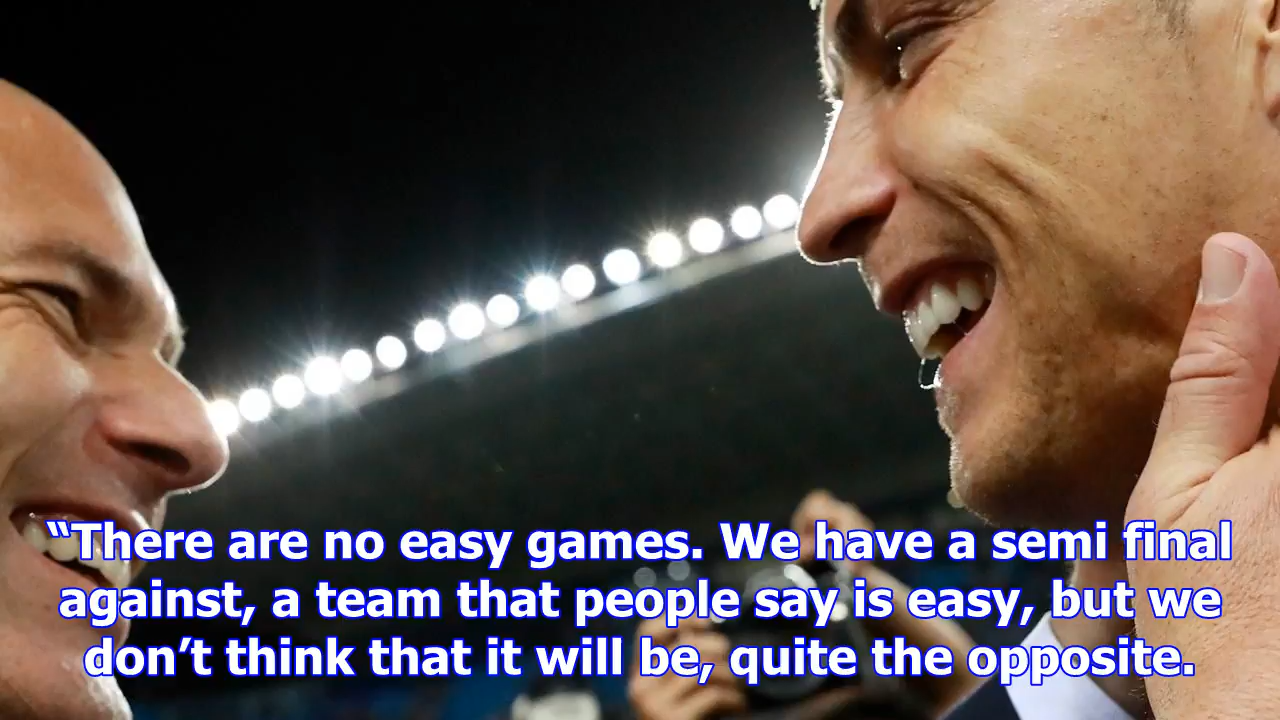 “There are no easy games. We have a semi final
against, a team that people say is easy, but we
don’t think that it will be, quite the opposite.